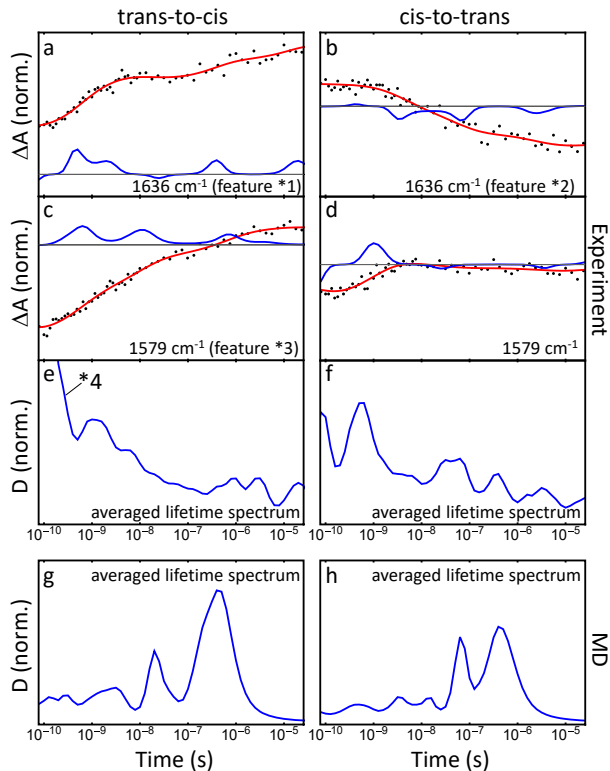 trans-to-cis
cis-to-trans
a
b
ΔA (norm.)
1636 cm⁻¹ (feature *1)
1636 cm⁻¹ (feature *2)
c
d
ΔA (norm.)
1579 cm⁻¹ (feature *3)
1579 cm⁻¹
Experiment
e
*4
f
D (norm.)
averaged lifetime spectrum
averaged lifetime spectrum
10⁻¹⁰ 10⁻⁹ 10⁻⁸ 10⁻⁷ 10⁻⁶ 10⁻⁵
10⁻¹⁰ 10⁻⁹ 10⁻⁸ 10⁻⁷ 10⁻⁶ 10⁻⁵
g
averaged lifetime spectrum
h
averaged lifetime spectrum
D (norm.)
MD
10⁻¹⁰ 10⁻⁹ 10⁻⁸ 10⁻⁷ 10⁻⁶ 10⁻⁵
10⁻¹⁰ 10⁻⁹ 10⁻⁸ 10⁻⁷ 10⁻⁶ 10⁻⁵
Time (s)
Time (s)